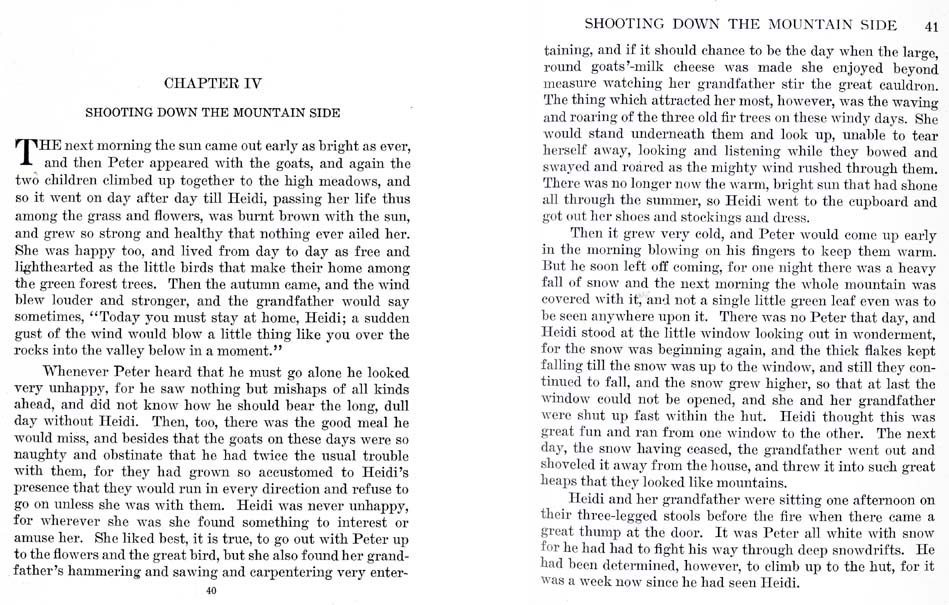 CHAPTER IV
SHOOTING DOWN THE MOUNTAIN SIDE
THE next morning the sun came out early as bright as ever,
and then Peter appeared with the goats, and again the
two children climbed up together to the high meadows, and
so it went on day after day till Heidi, passing her life thus
among the grass and flowers, was burnt brown with the sun,
and grew so strong and healthy that nothing ever ailed her.
She was happy too, and lived from day to day as free and
lighthearted as the little birds that make their home among
the green forest trees. Then the autumn came, and the wind
blew louder and stronger, and the grandfather would say
sometimes, "Today you must stay at home, Heidi; a sudden
gust of the wind would blow a little thing like you over the
rocks into the valley below in a moment."
Whenever Peter heard that he must go alone he looked
very unhappy, for he saw nothing but mishaps of all kinds
ahead, and did not know how he should bear the long, dull
day without Heidi. Then, too, there was the good meal he
would miss, and besides that the goats on these days were so
naughty and obstinate that he had twice the usual trouble
with them, for they had grown so accustomed to Heidi's
presence that they would run in every direction and refuse to
go on unless she was with them. Heidi was never unhappy,
for wherever she was she found something to interest or
amuse her. She liked best, it is true, to go out with Peter up
to the flowers and the great bird, but she also found her grand-
father's hammering and sawing and carpentering very enter-
40
SHOOTING DOWN THE MOUNTAIN SIDE 41
taining, and if it should chance to be the day when the large,
round goats'-milk cheese was made she enjoyed beyond
measure watching her grandfather stir the great cauldron.
The thing which attracted her most, however, was the waving
and roaring of the three old fir trees on these windy days. She
would stand underneath them and look up, unable to tear
herself away, looking and listening while they bowed and
swayed and roared as the mighty wind rushed through them.
There was no longer now the warm, bright sun that had shone
all through the summer, so Heidi went to the cupboard and
got out her shoes and stockings and dress.
Then it grew very cold, and Peter would come up early
in the morning blowing on his fingers to keep them warm.
But he soon left off coming, for one night there was a heavy
fall of snow and the next morning the whole mountain was
covered with it, and not a single little green leaf even was to
be seen anywhere upon it. There was no Peter that day, and
Heidi stood at the little window looking out in wonderment,
for the snow was beginning again, and the thick flakes kept
falling till the snow was up to the window, and still they con-
tinued to fall, and the snow grew higher, so that at last the
window could not be opened, and she and her grandfather
were shut up fast within the hut. Heidi thought this was
great fun and ran from one window to the other. The next
day, the snow having ceased, the grandfather went out and
shoveled it away from the house, and threw it into such great
heaps that they looked like mountains.
Heidi and her grandfather were sitting one afternoon on
their three-legged stools before the fire when there came a
great thump at the door. It was Peter all white with snow
for he had had to fight his way through deep snowdrifts. He
had been determined, however, to climb up to the hut, for it
was a week now since he had seen Heidi.